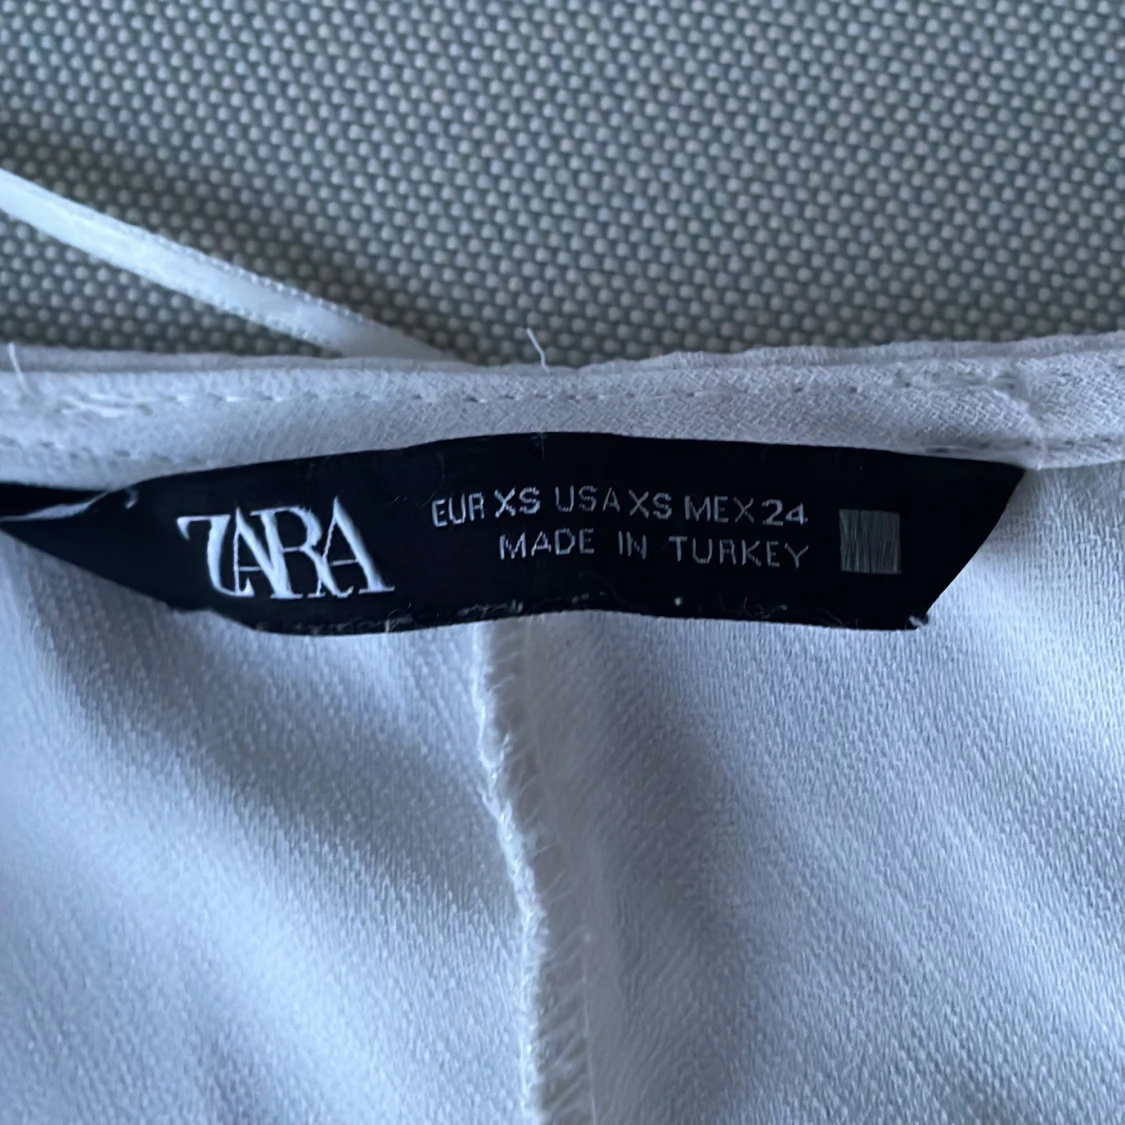 ZARA
EUR XS USA XS MEX 24
MADE IN TURKEY